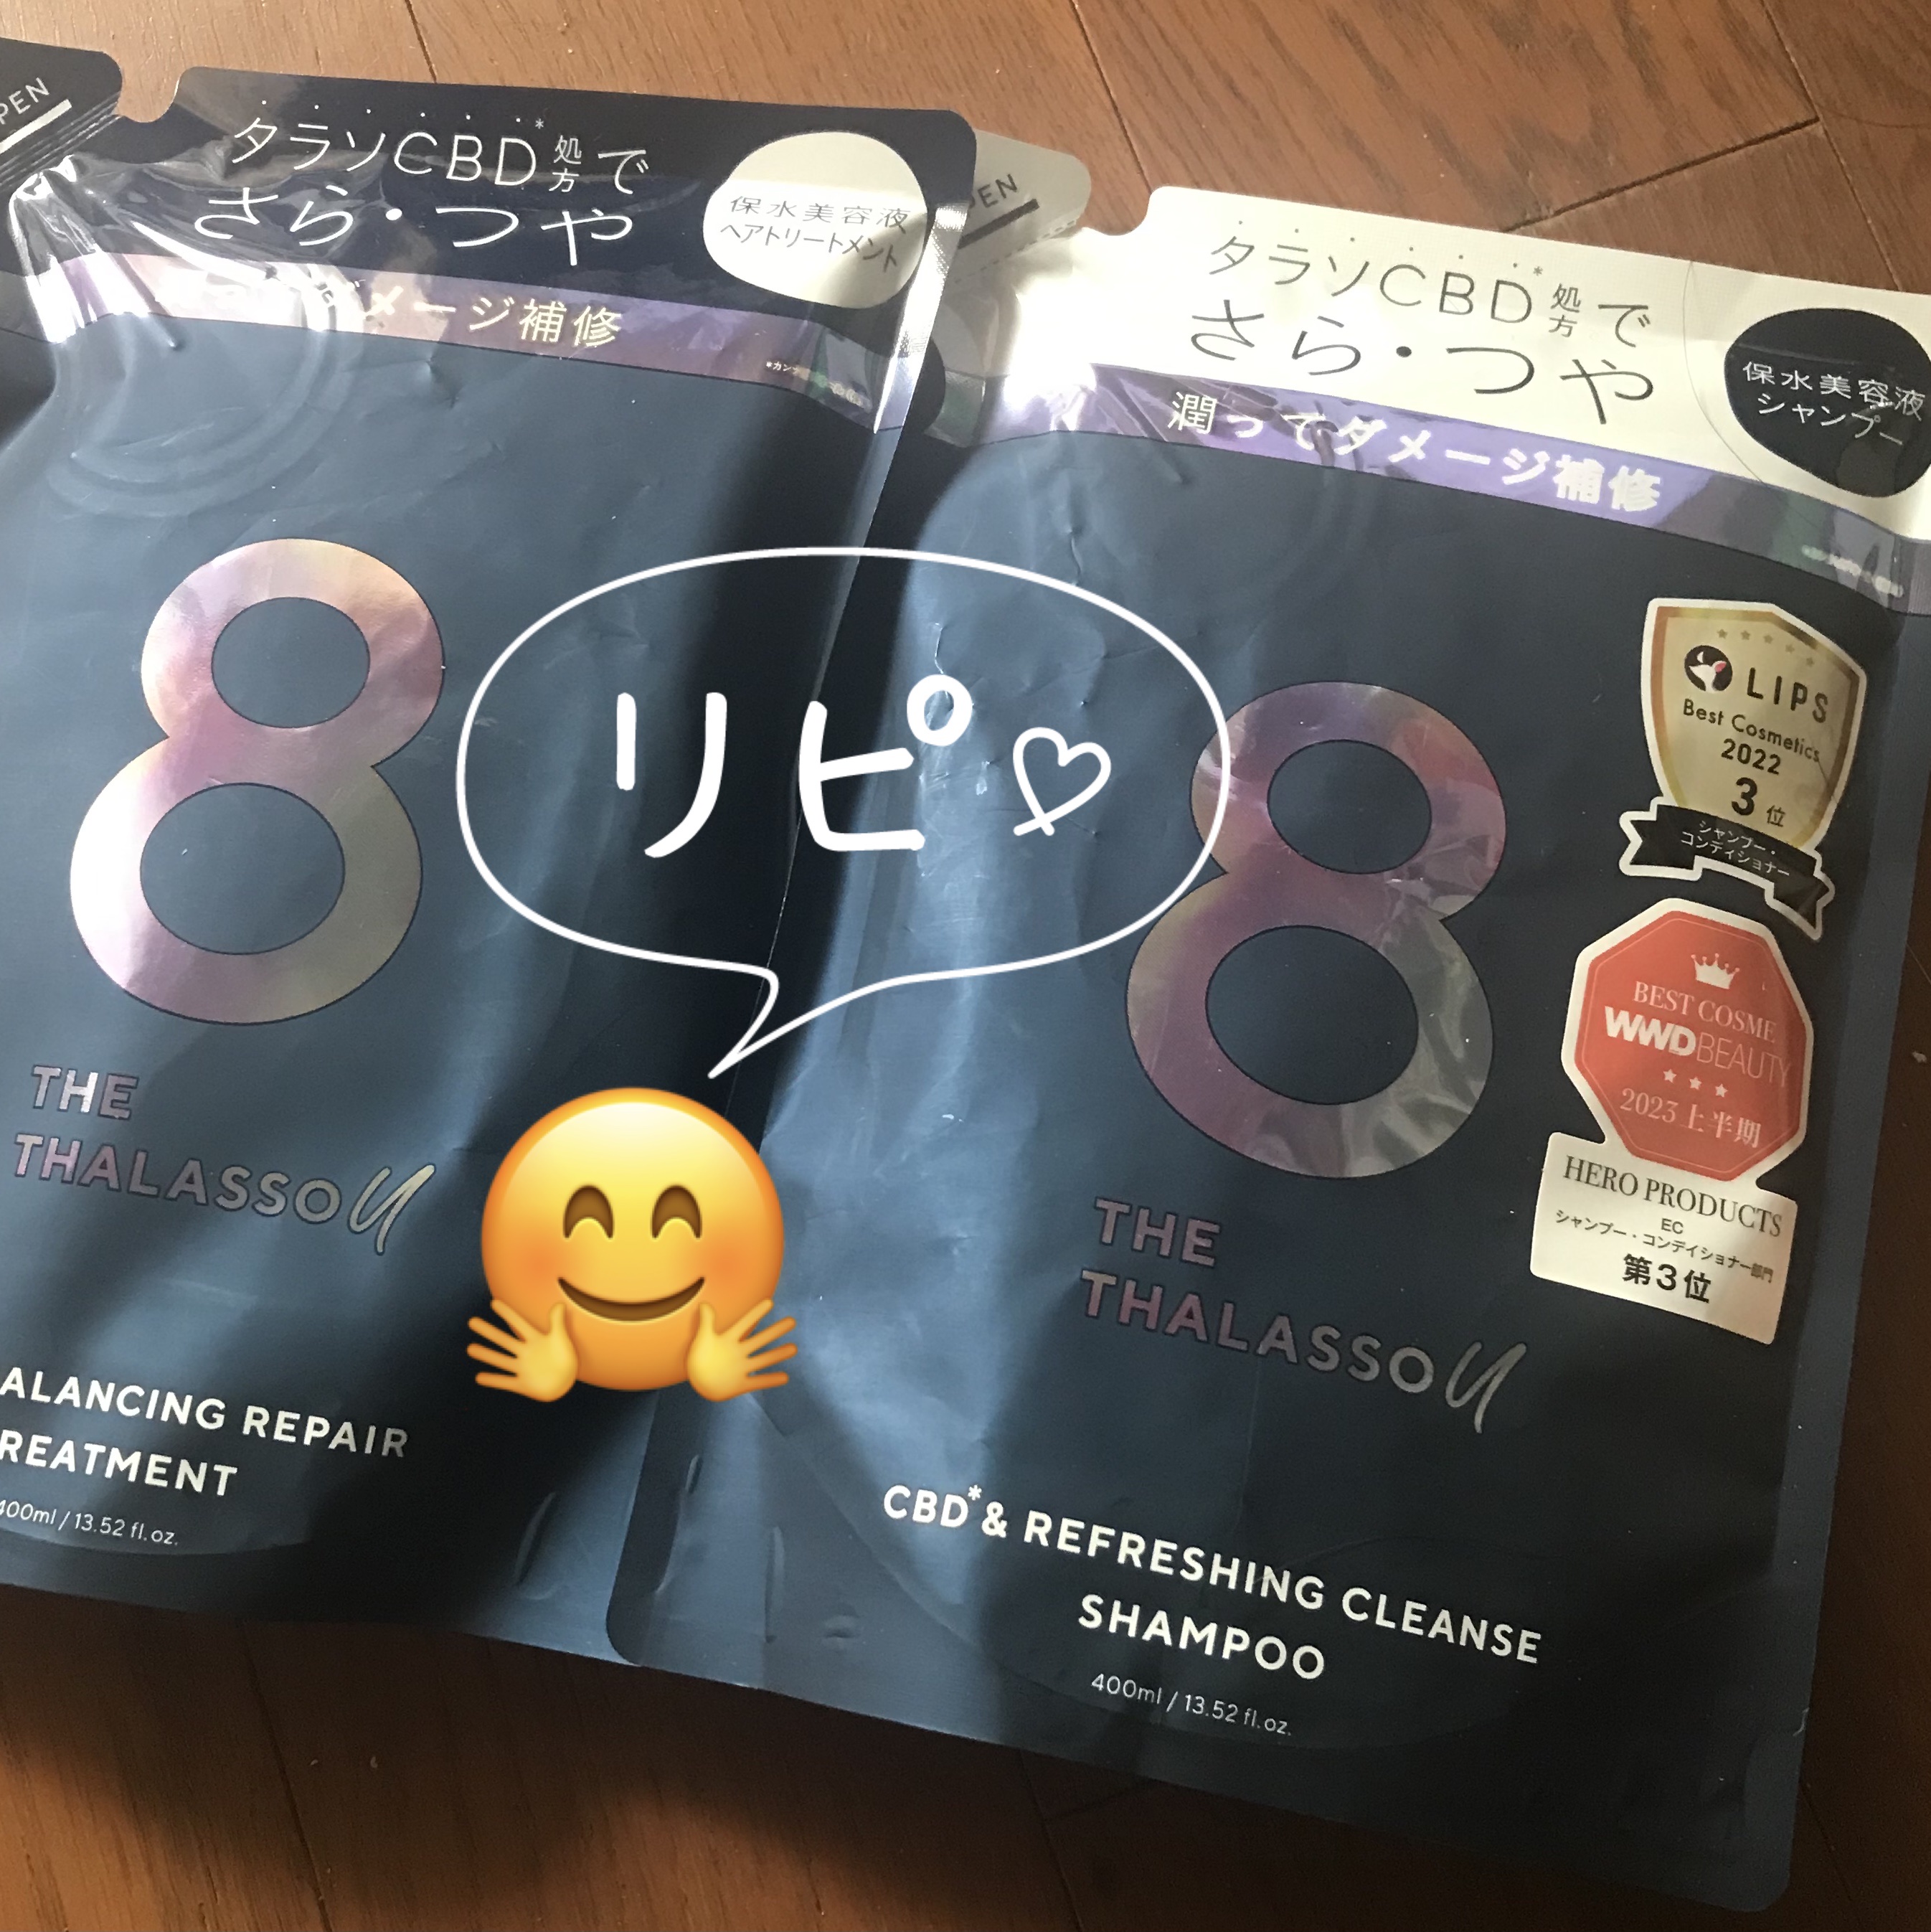 PEN
タラソCBD*処方で
さら・つや
保水美容液
ヘアトリートメント
ダメージ補修
8
THE
THALASSO u
ALANCING REPAIR
REATMENT
400ml / 13.52 fl.oz.
リピ♡
PEN
タラソCBD*処方で
さら・つや
保水美容液
シャンプー
潤ってダメージ補修
8
THE
THALASSO u
LIPS
Best Cosmetics
2022
3位
シャンプー・
コンディショナー
BEST COSME
WWDBEAUTY
2023 上半期
HERO PRODUCTS
EC
シャンプー・コンディショナー部門
第3位
CBD*& REFRESHING CLEANSE
SHAMPOO
400ml / 13.52 fl.oz.